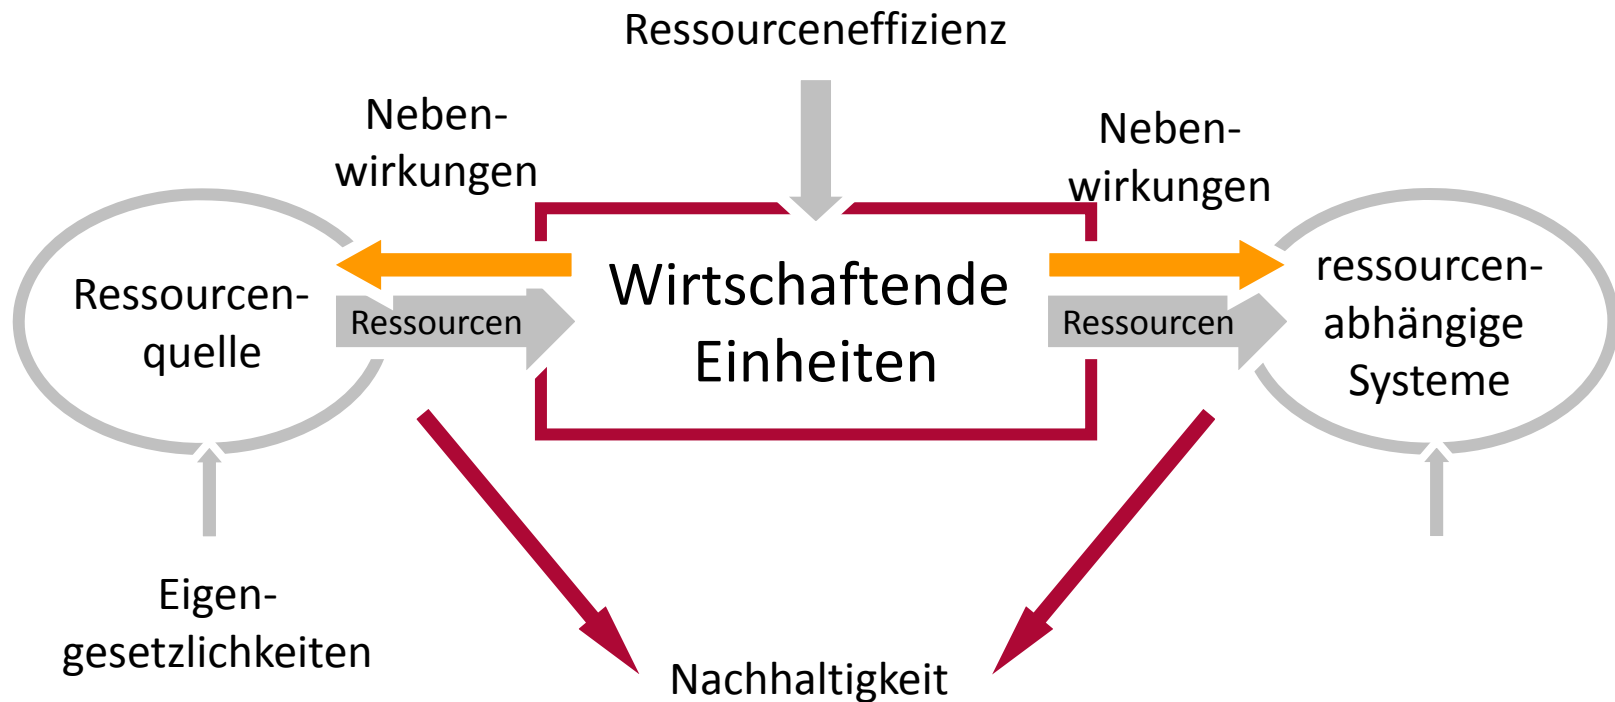 Ressourceneffizienz
Neben-
wirkungen
Neben-
wirkungen
Ressourcen-
quelle
Ressourcen
Wirtschaftende
Einheiten
Ressourcen
ressourcen-
abhängige
Systeme
Eigen-
gesetzlichkeiten
Nachhaltigkeit